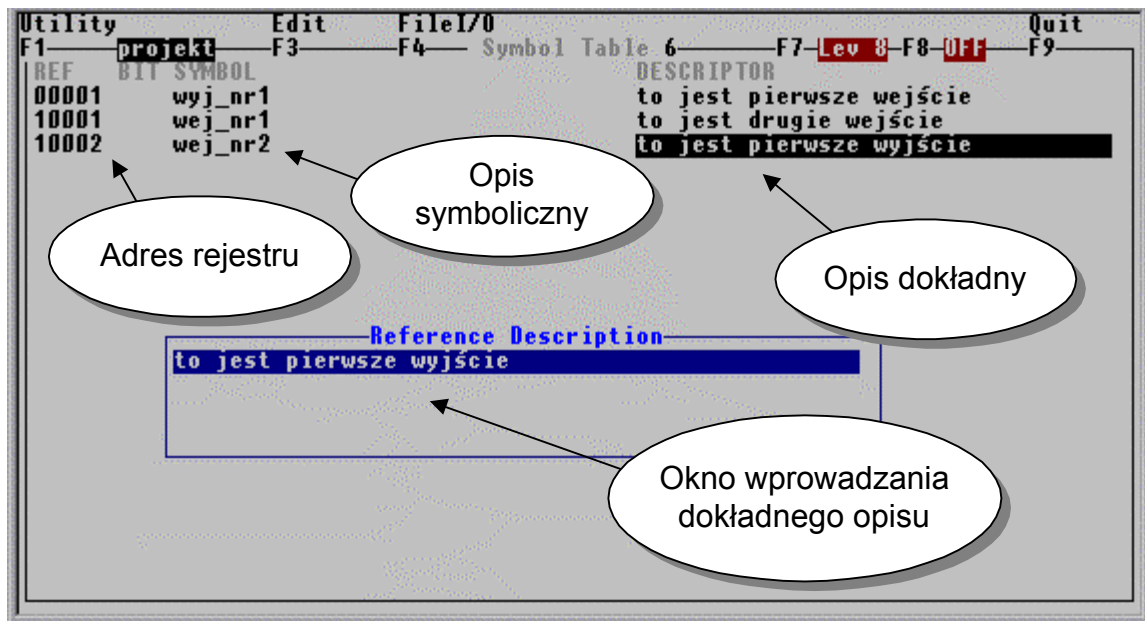 Utility Edit FileI/O Quit
F1 projekt F3 F4 Symbol Table 6 F7 Lev 8 F8 OFF F9
REF BIT SYMBOL DESCRIPTOR
00001 wyj_nr1 to jest pierwsze wejście
10001 wej_nr1 to jest drugie wejście
10002 wej_nr2 to jest pierwsze wyjście
Opis
symboliczny
Adres rejestru
Opis dokładny
Reference Description
to jest pierwsze wyjście
Okno wprowadzania
dokładnego opisu